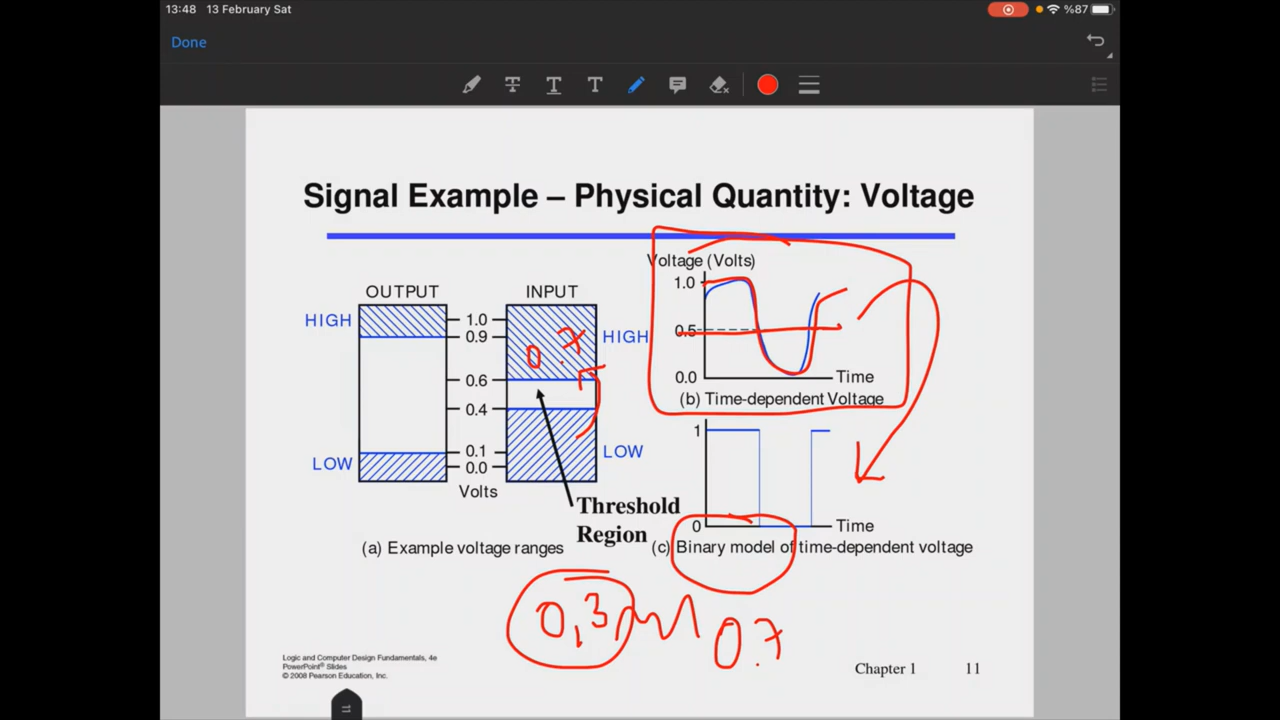 13:48 13 February Sat
%87
Done
Signal Example – Physical Quantity: Voltage
OUTPUT
INPUT
HIGH
LOW
1.0
0.9
0.6
0.4
0.1
0.0
Volts
0.7
HIGH
LOW
Threshold
Region
(a) Example voltage ranges
Voltage (Volts)
1.0
0.5
0.0
Time
(b) Time-dependent Voltage
1
0
Time
(c) Binary model of time-dependent voltage
0,3
0.7
Logic and Computer Design Fundamentals, 4e
PowerPoint® Slides
© 2008 Pearson Education, Inc.
Chapter 1 11